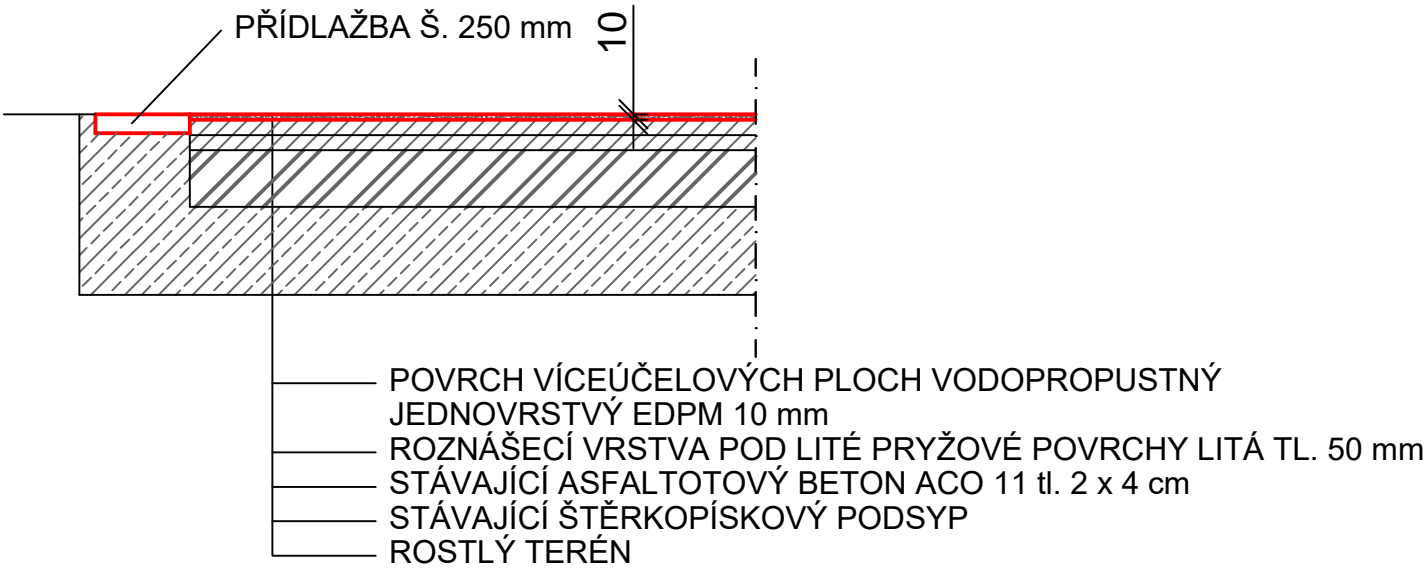 PŘÍDLAŽBA Š. 250 mm
10
POVRCH VÍCEÚČELOVÝCH PLOCH VODOPROPUSTNÝ
JEDNOVRSTVÝ EDPM 10 mm
ROZNÁŠECÍ VRSTVA POD LITÉ PRYŽOVÉ POVRCHY LITÁ TL. 50 mm
STÁVAJÍCÍ ASFALTOTOVÝ BETON ACO 11 tl. 2 x 4 cm
STÁVAJÍCÍ ŠTĚRKOPÍSKOVÝ PODSYP
ROSTLÝ TERÉN